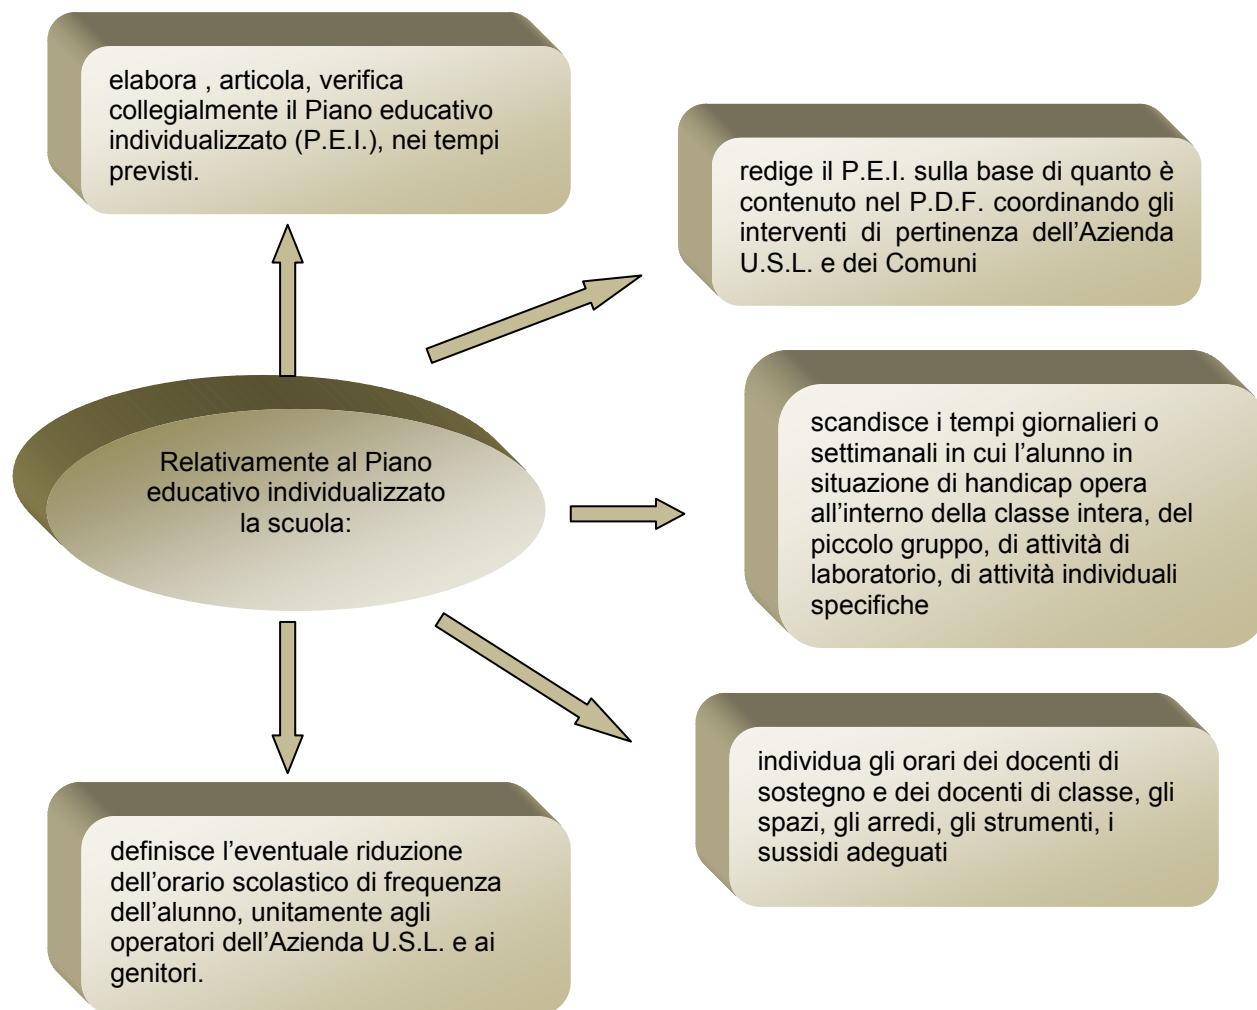 elabora , articola, verifica
collegialmente il Piano educativo
individualizzato (P.E.I.), nei tempi
previsti.
redige il P.E.I. sulla base di quanto è
contenuto nel P.D.F. coordinando gli
interventi di pertinenza dell’Azienda
U.S.L. e dei Comuni
Relativamente al Piano
educativo individualizzato
la scuola:
scandisce i tempi giornalieri o
settimanali in cui l’alunno in
situazione di handicap opera
all’interno della classe intera, del
piccolo gruppo, di attività di
laboratorio, di attività individuali
specifiche
individua gli orari dei docenti di
sostegno e dei docenti di classe, gli
spazi, gli arredi, gli strumenti, i
sussidi adeguati
definisce l’eventuale riduzione
dell’orario scolastico di frequenza
dell’alunno, unitamente agli
operatori dell’Azienda U.S.L. e ai
genitori.